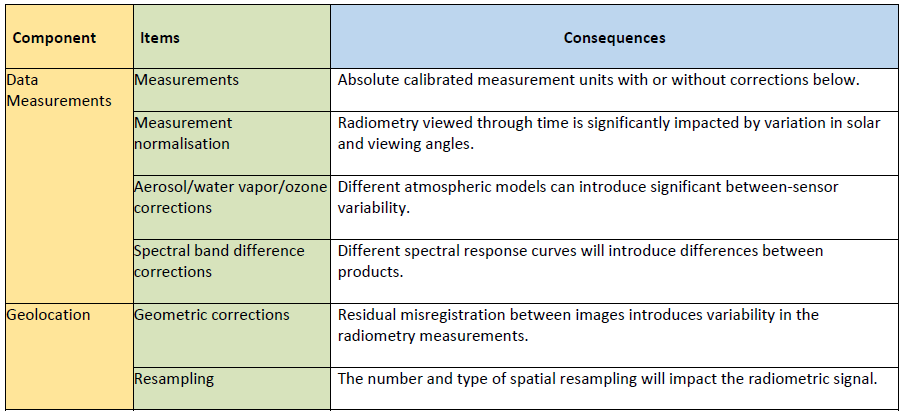 Component Items Consequences
Data Measurements Absolute calibrated measurement units with or without corrections below.
Measurements
Measurement Radiometry viewed through time is significantly impacted by variation in solar
normalisation and viewing angles.
Aerosol/water vapor/ozone Different atmospheric models can introduce significant between-sensor
corrections variability.
Spectral band difference Different spectral response curves will introduce differences between
corrections products.
Geolocation Geometric corrections Residual misregistration between images introduces variability in the
radiometry measurements.
Resampling The number and type of spatial resampling will impact the radiometric signal.